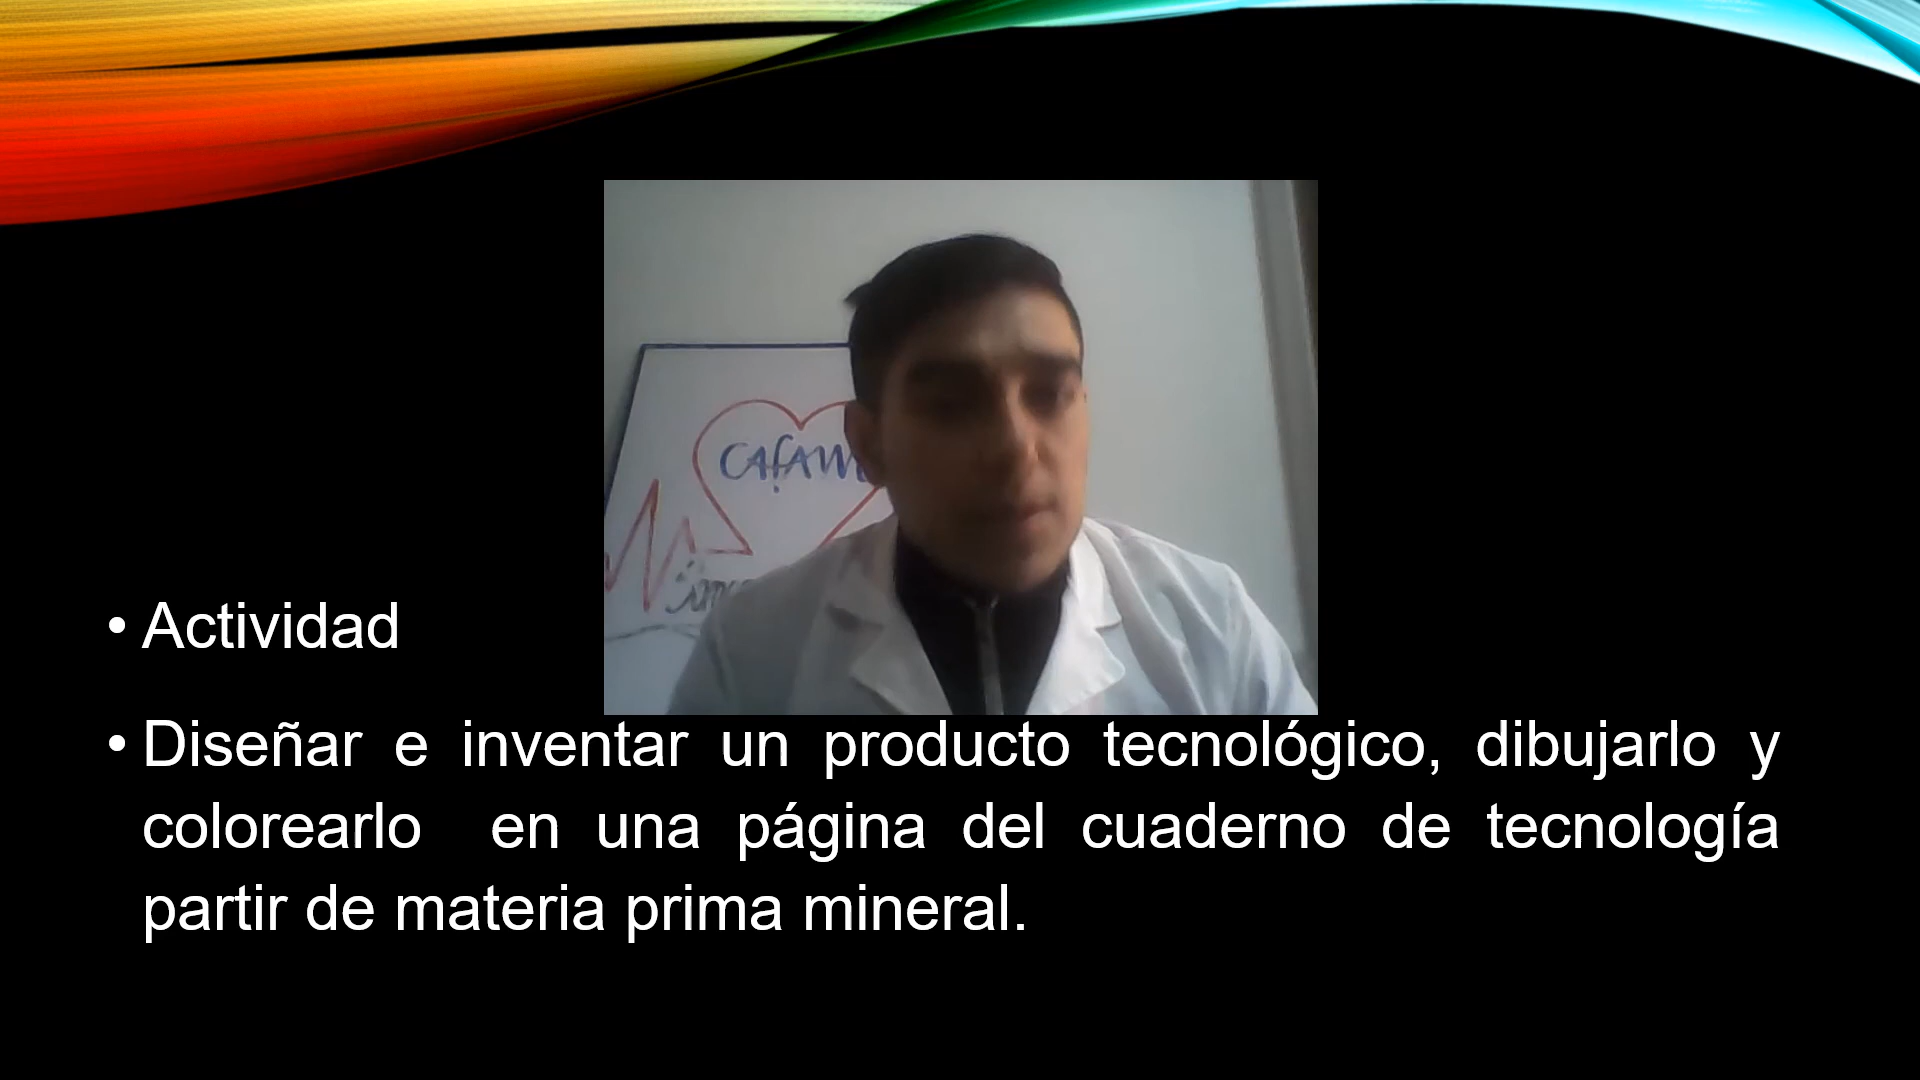 CAFAM
• Actividad
• Diseñar e inventar un producto tecnológico, dibujarlo y
colorearlo en una página del cuaderno de tecnología
partir de materia prima mineral.